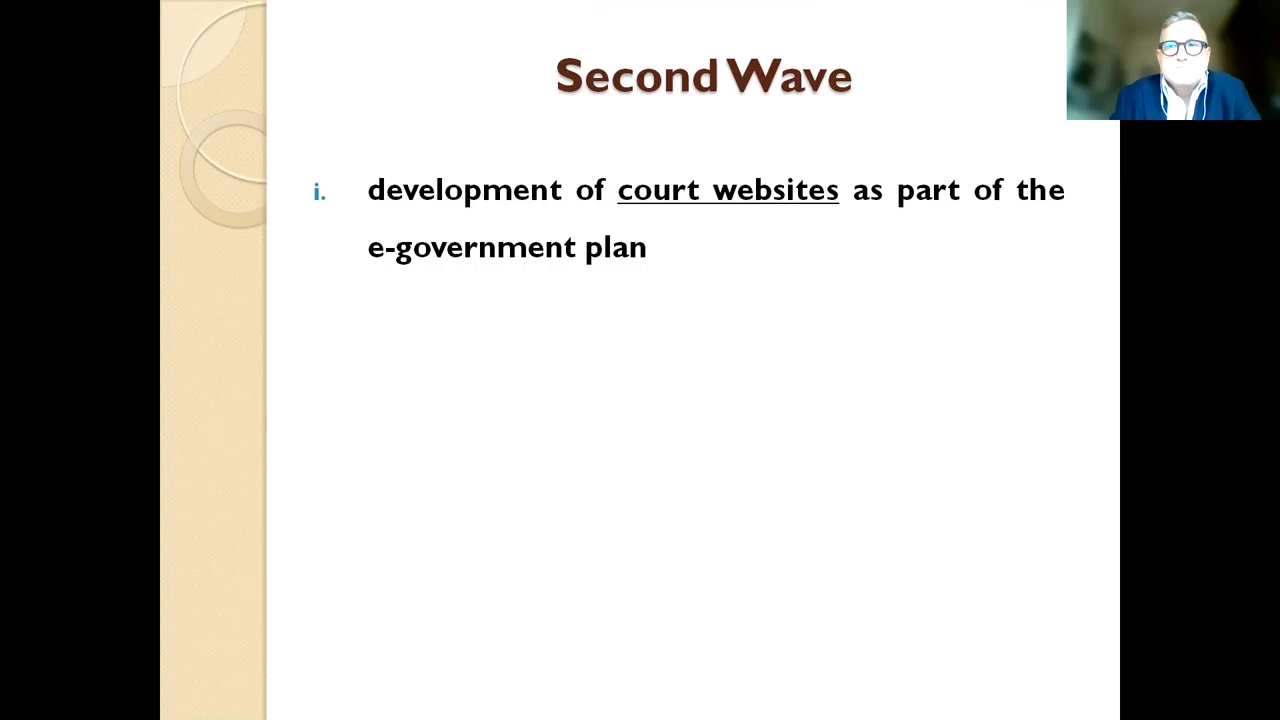 Second Wave
i. development of court websites as part of the
e-government plan